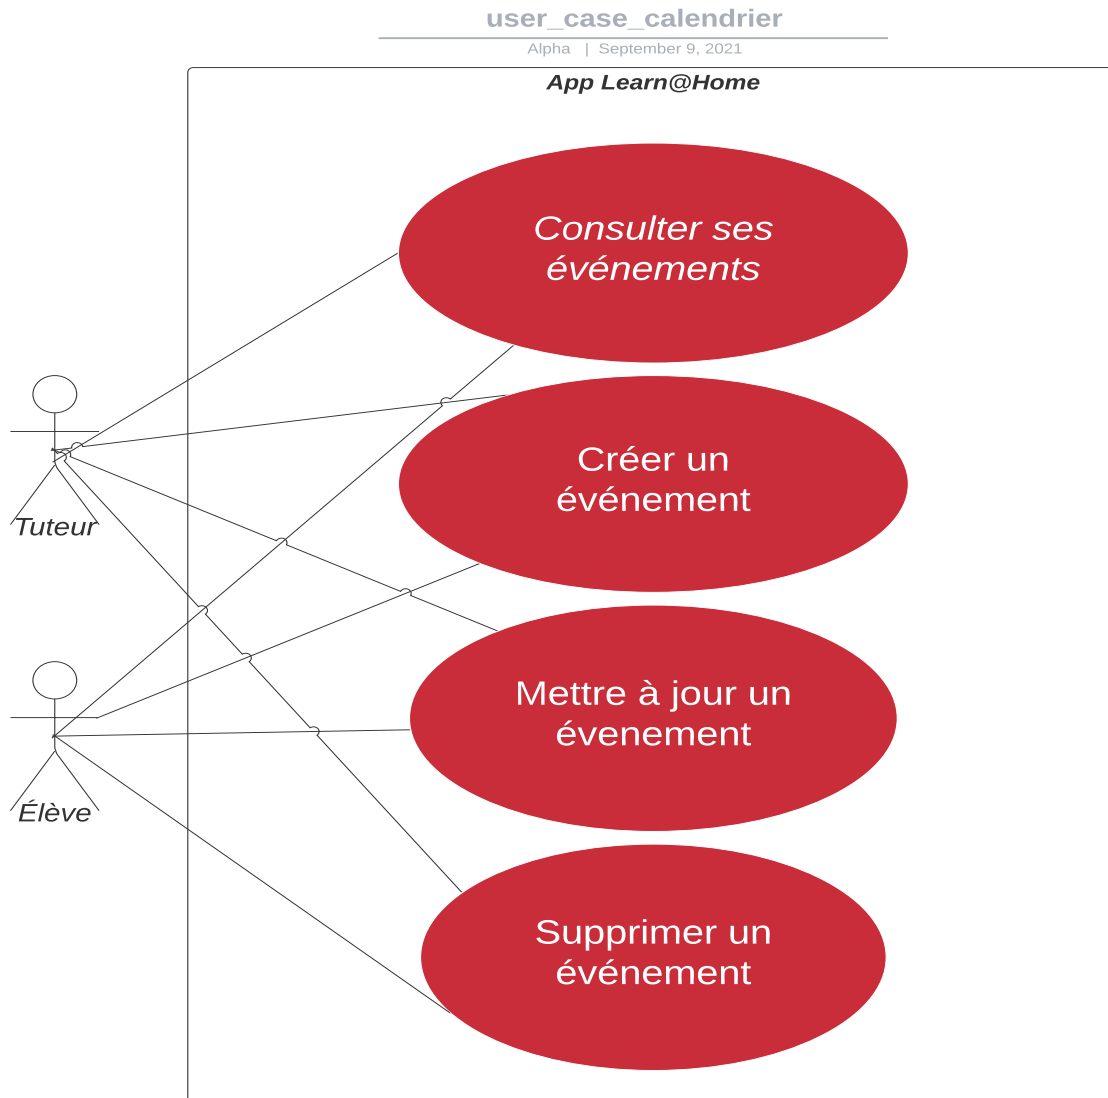 user_case_calendrier
Alpha | September 9, 2021
App Learn@Home
Consulter ses
événements
Créer un
événement
Tuteur
Mettre à jour un
évenement
Élève
Supprimer un
événement